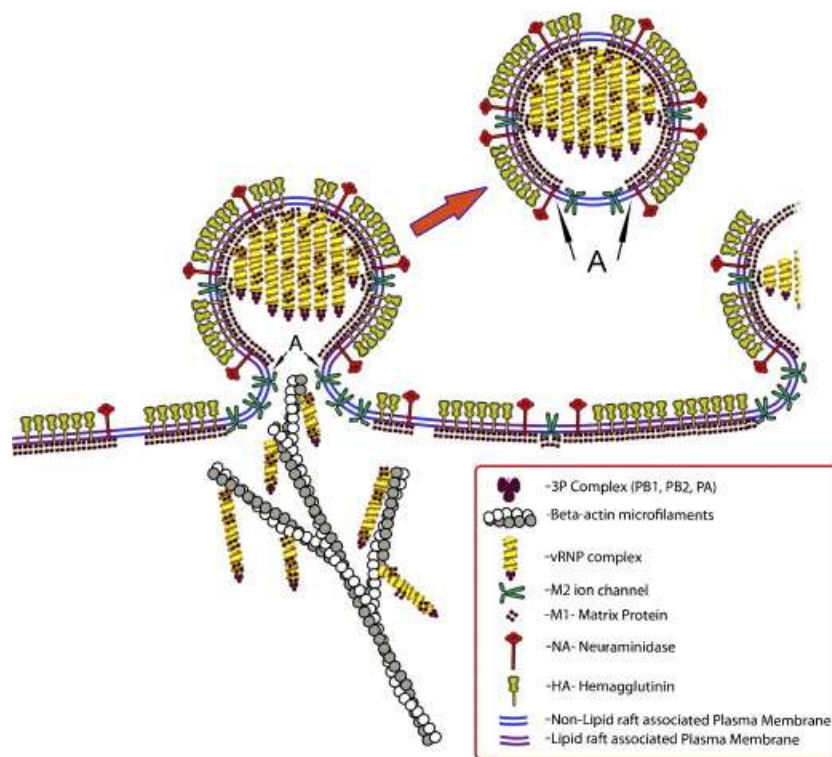 A
A
-3P Complex (PB1, PB2, PA)
-Beta-actin microfilaments
-vRNP complex
-M2 ion channel
-M1- Matrix Protein
-NA- Neuraminidase
-HA- Hemagglutinin
-Non-Lipid raft associated Plasma Membrane
-Lipid raft associated Plasma Membrane